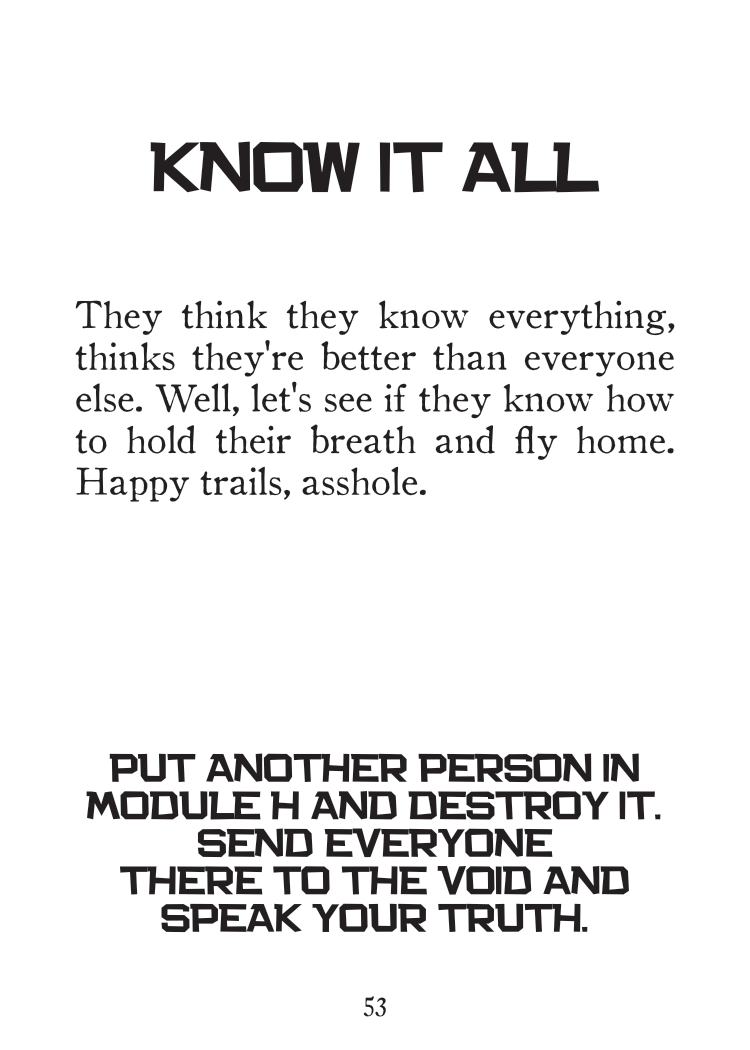 KNOW IT ALL
They think they know everything,
thinks they're better than everyone
else. Well, let's see if they know how
to hold their breath and fly home.
Happy trails, asshole.
PUT ANOTHER PERSON IN
MODULE H AND DESTROY IT.
SEND EVERYONE
THERE TO THE VOID AND
SPEAK YOUR TRUTH.
53